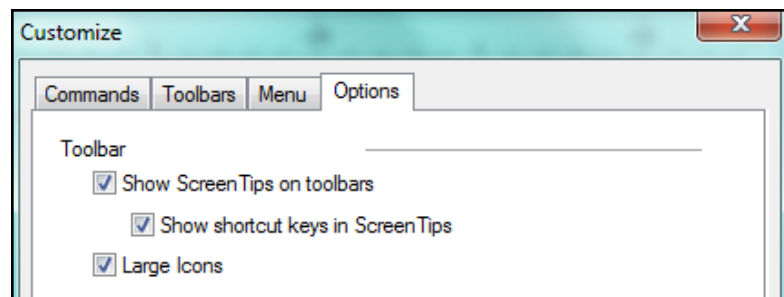 Customize
Commands Toolbars Menu Options
Toolbar
Show ScreenTips on toolbars
Show shortcut keys in ScreenTips
Large Icons